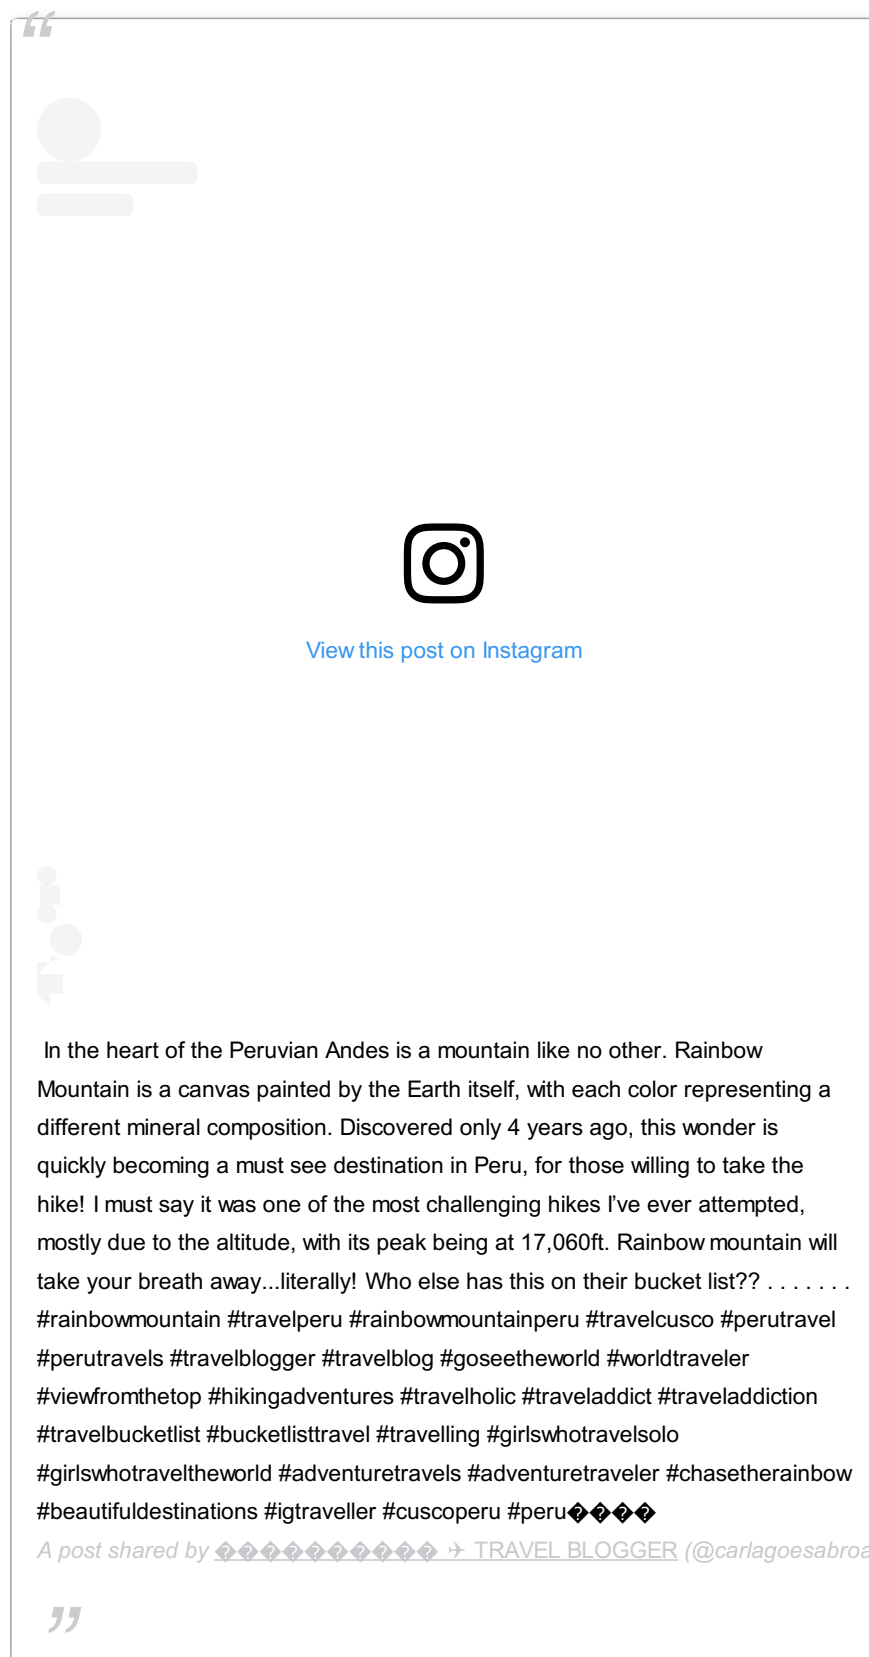 “
View this post on Instagram
In the heart of the Peruvian Andes is a mountain like no other. Rainbow
Mountain is a canvas painted by the Earth itself, with each color representing a
different mineral composition. Discovered only 4 years ago, this wonder is
quickly becoming a must see destination in Peru, for those willing to take the
hike! I must say it was one of the most challenging hikes I’ve ever attempted,
mostly due to the altitude, with its peak being at 17,060ft. Rainbow mountain will
take your breath away...literally! Who else has this on their bucket list?? . . . . . . .
#rainbowmountain #travelperu #rainbowmountainperu #travelcusco #perutravel
#perutravels #travelblogger #travelblog #goseetheworld #worldtraveler
#viewfromthetop #hikingadventures #travelholic #traveladdict #traveladdiction
#travelbucketlist #bucketlisttravel #travelling #girlswhotravelsolo
#girlswhotraveltheworld #adventuretravels #adventuretraveler #chasetherainbow
#beautifuldestinations #igtraveller #cuscoperu #peru����
A post shared by ���������� ✈ TRAVEL BLOGGER (@carlagoesabroa
”